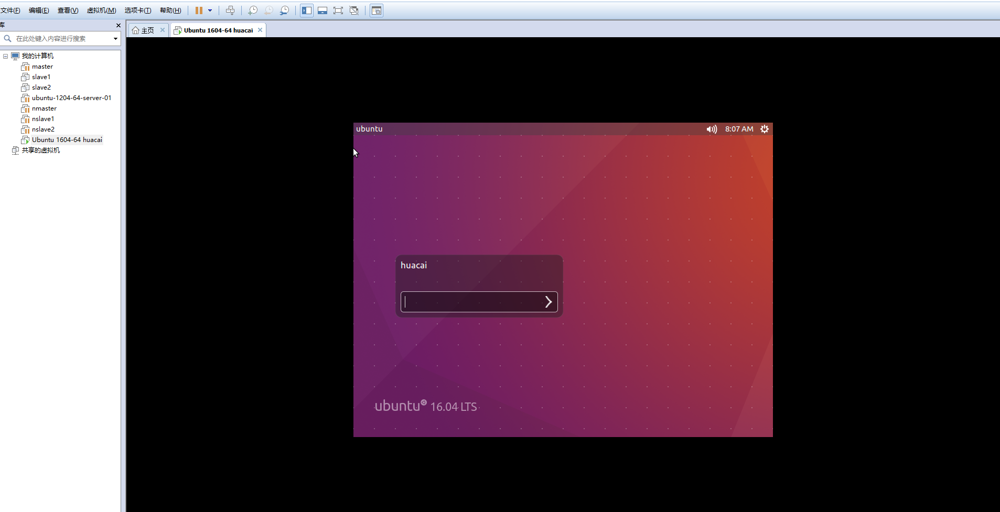 文件(F) 编辑(E) 查看(V) 虚拟机(M) 选项卡(T) 帮助(H)
库
在此处键入内容进行搜索
我的计算机
master
slave1
slave2
ubuntu-1204-64-server-01
nmaster
nslave1
nslave2
Ubuntu 1604-64 huacai
共享的虚拟机
主页 Ubuntu 1604-64 huacai
ubuntu 8:07 AM
huacai
ubuntu 16.04 LTS